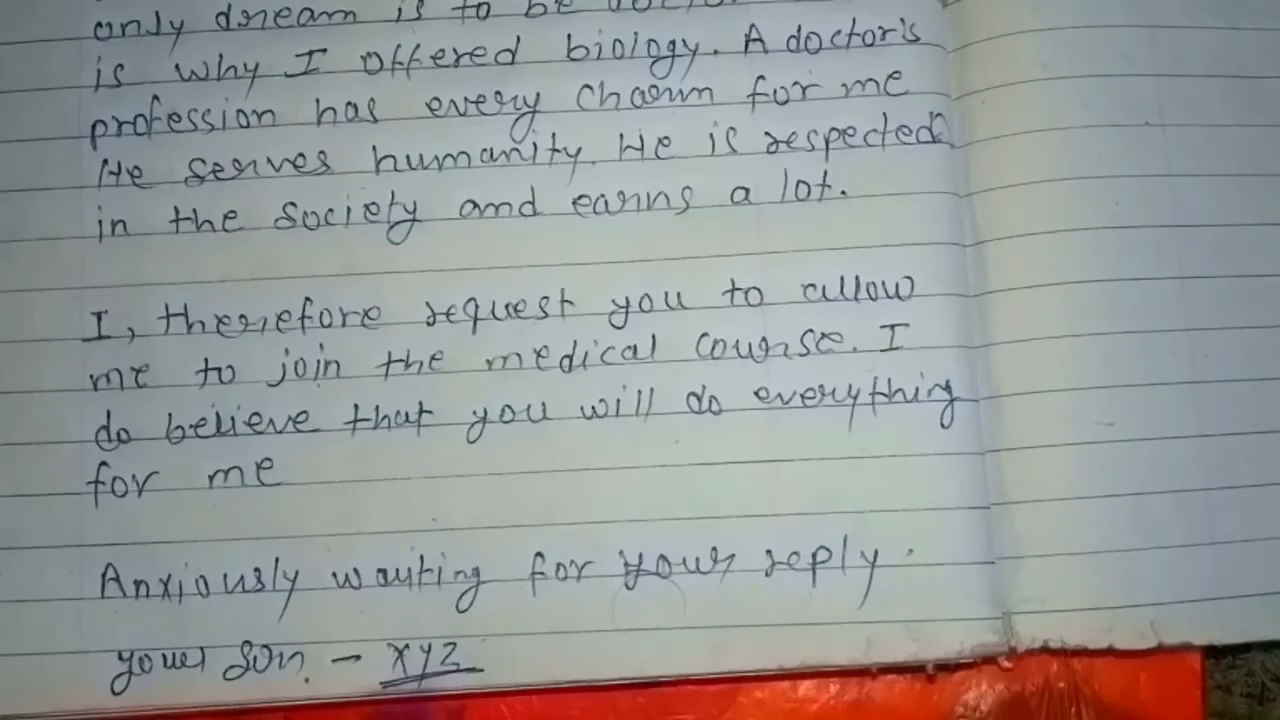 only dream is to be
is why I offered biology. A doctor's
profession has every charm for me
He serves humanity. He is respected
in the society and earns a lot.
I, therefore request you to allow
me to join the medical course. I
do believe that you will do everything
for me
Anxiously waiting for your reply.
your son. - xyz